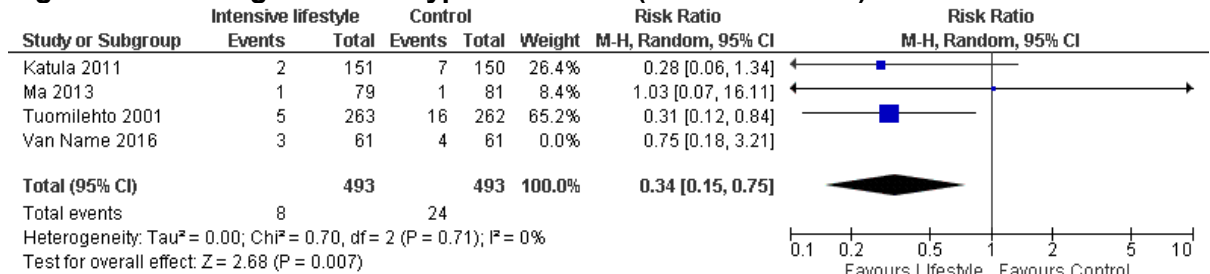 Intensive lifestyle Control Risk Ratio Risk Ratio
Study or Subgroup Events Total Events Total Weight M-H, Random, 95% CI M-H, Random, 95% CI
Katula 2011 2 151 7 150 26.4% 0.28 [0.06, 1.34]
Ma 2013 1 79 1 81 8.4% 1.03 [0.07, 16.11]
Tuomilehto 2001 5 263 16 262 65.2% 0.31 [0.12, 0.84]
Van Name 2016 3 61 4 61 0.0% 0.75 [0.18, 3.21]
Total (95% CI) 493 493 100.0% 0.34 [0.15, 0.75]
Total events 8 24
Heterogeneity: Tau² = 0.00; Chi² = 0.70, df = 2 (P = 0.71); I² = 0%
Test for overall effect: Z = 2.68 (P = 0.007)
0.1 0.2 0.5 1 2 5 10
Favours LIfestyle Favours Control